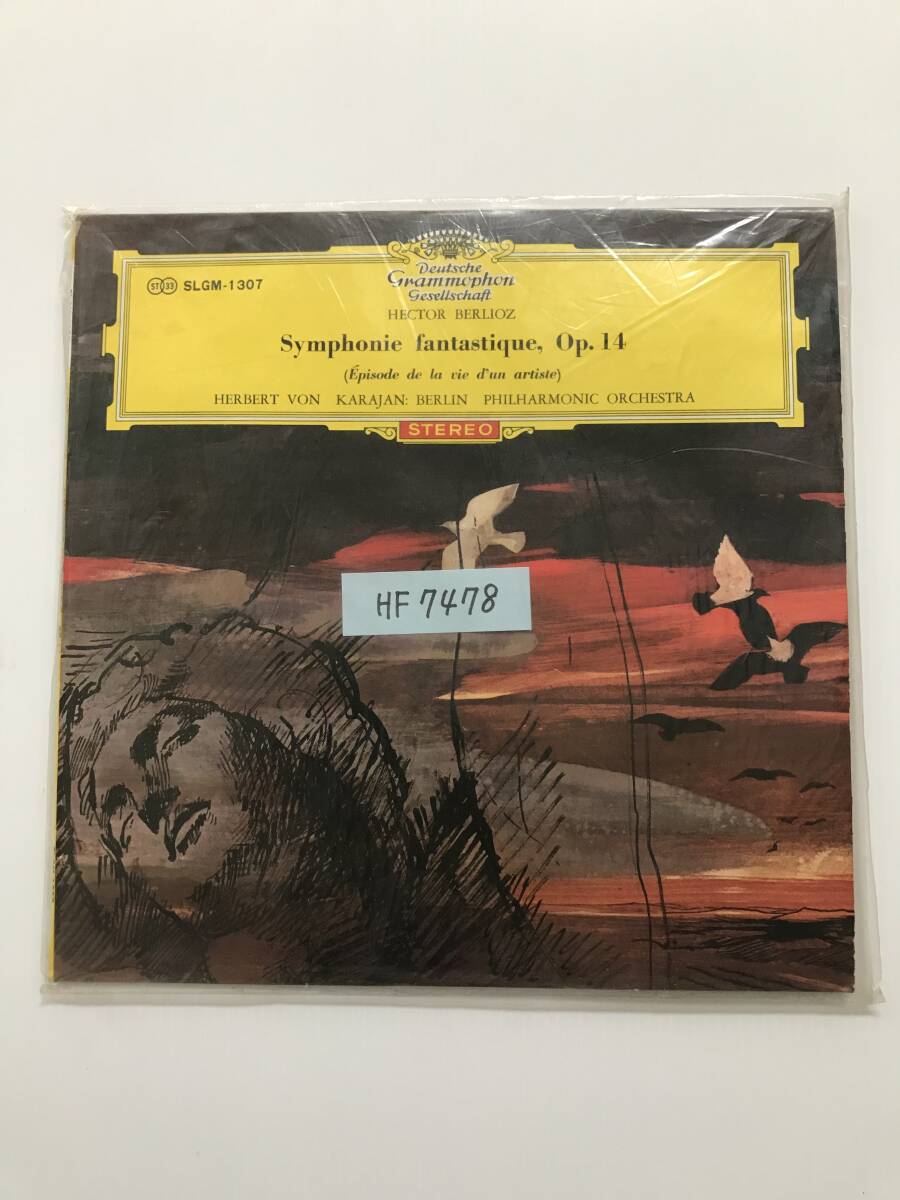 Deutsche
Grammophon
Gesellschaft
ST 33 SLGM-1307
HECTOR BERLIOZ
Symphonie fantastique, Op. 14
(Épisode de la vie d'un artiste)
HERBERT VON KARAJAN: BERLIN PHILHARMONIC ORCHESTRA
STEREO
HF 7478